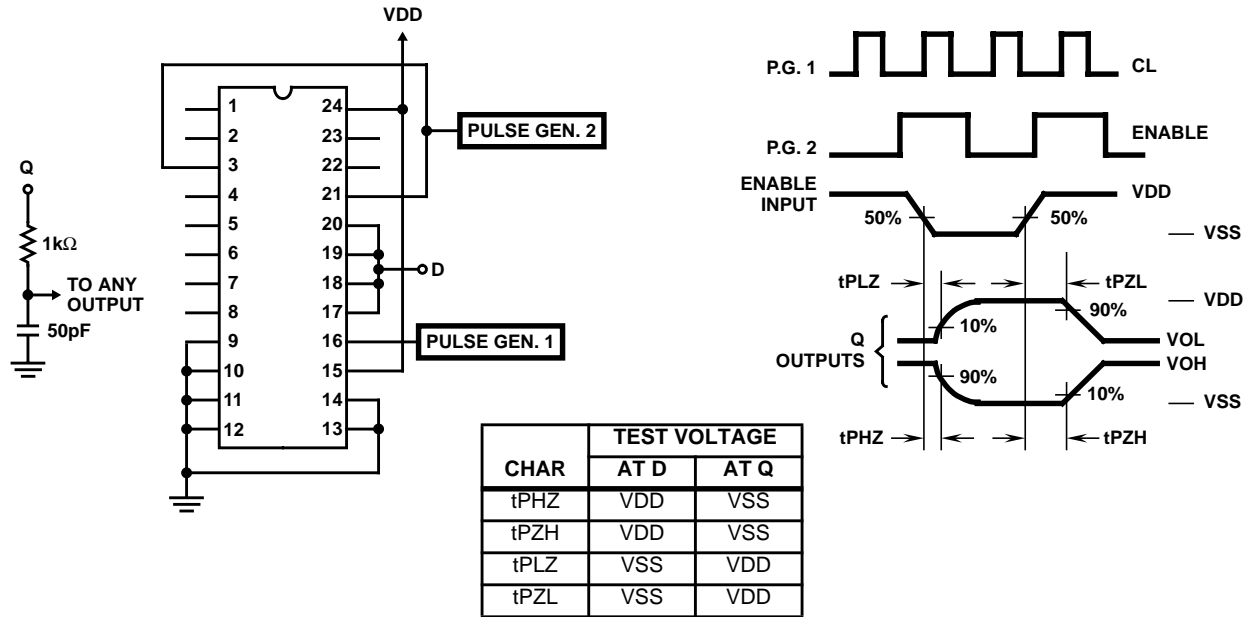 VDD
1 24
2 23
3 22
4 21
5 20
6 19
7 18
8 17
9 16
10 15
11 14
12 13
PULSE GEN. 2
D
PULSE GEN. 1
Q
1kΩ
TO ANY
OUTPUT
50pF
P.G. 1
CL
P.G. 2
ENABLE
ENABLE
INPUT
VDD
50%
50%
VSS
tPLZ
tPZL
VDD
10%
90%
Q
OUTPUTS
VOL
VOH
90%
10%
VSS
tPHZ
tPZH
CHAR TEST VOLTAGE
AT D AT Q
tPHZ VDD VSS
tPZH VDD VSS
tPLZ VSS VDD
tPZL VSS VDD